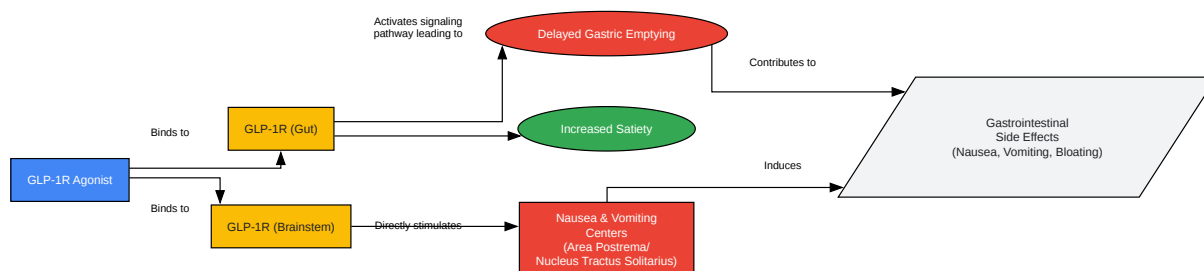 Activates signaling
pathway leading to
Delayed Gastric Emptying
Contributes to
Binds to
GLP-1R (Gut)
Increased Satiety
Gastrointestinal
Side Effects
(Nausea, Vomiting, Bloating)
GLP-1R Agonist
Induces
Binds to
GLP-1R (Brainstem)
Directly stimulates
Nausea & Vomiting
Centers
(Area Postrema/
Nucleus Tractus Solitarius)